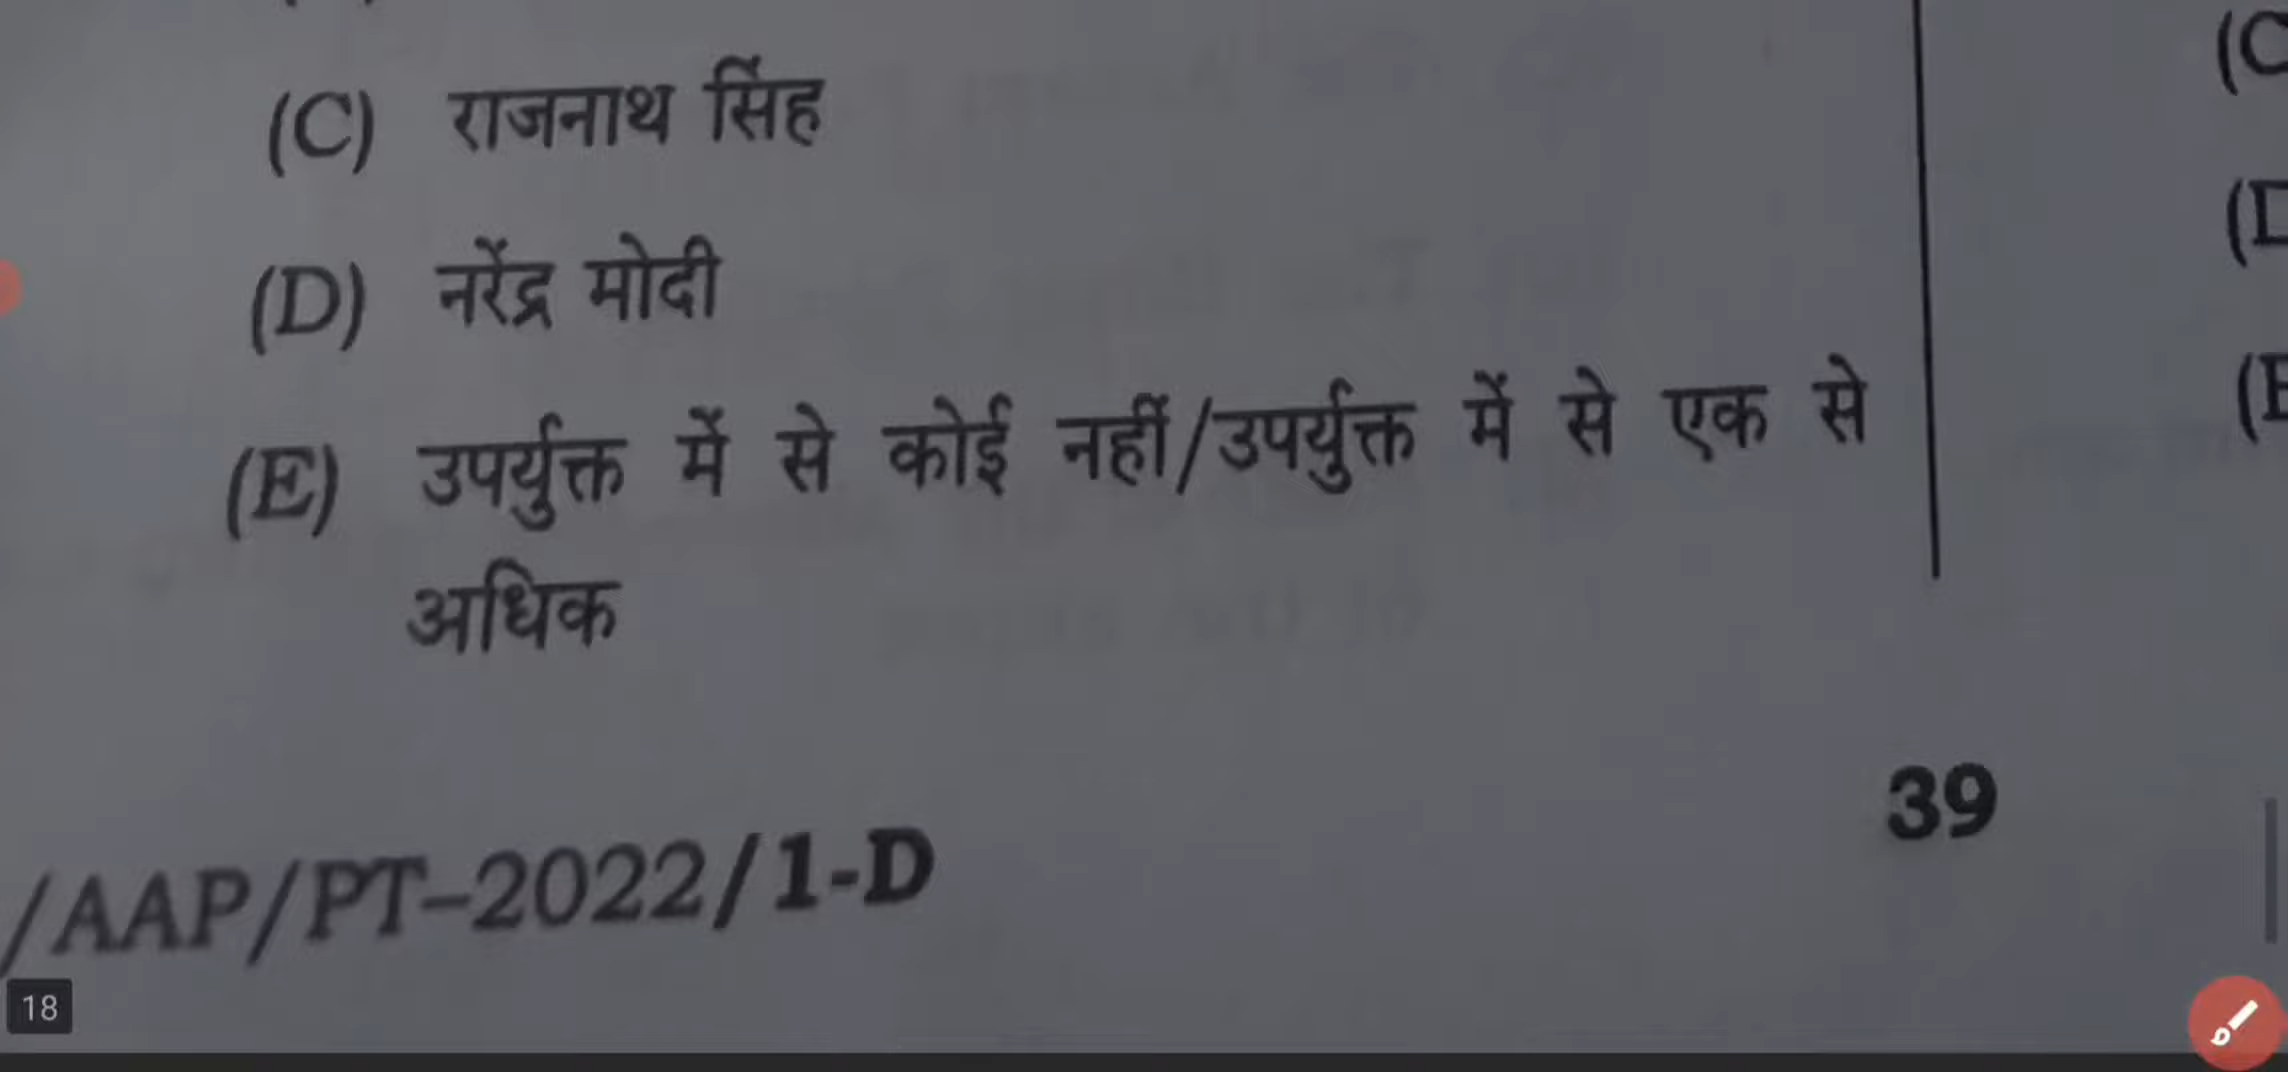 (C) राजनाथ सिंह
(D) नरेंद्र मोदी
(E) उपर्युक्त में से कोई नहीं/उपर्युक्त में से एक से
अधिक
39
/AAP/PT–2022/1-D
18
(C
(D
(E